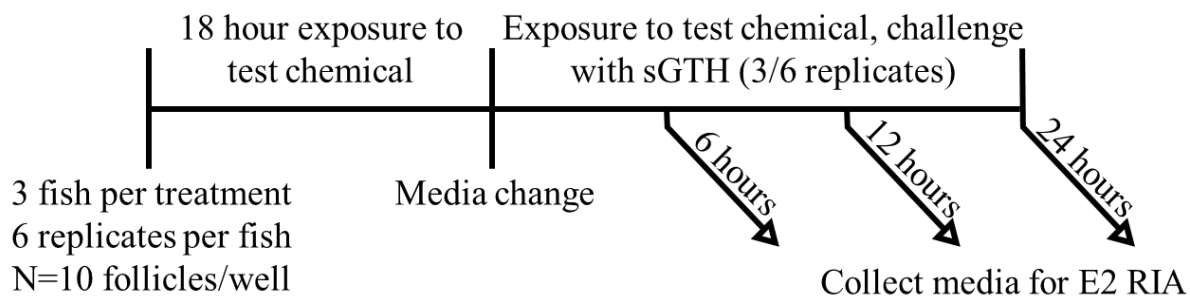 18 hour exposure to
test chemical
Exposure to test chemical, challenge
with sGTH (3/6 replicates)
3 fish per treatment
6 replicates per fish
N=10 follicles/well
Media change
6 hours
12 hours
24 hours
Collect media for E2 RIA